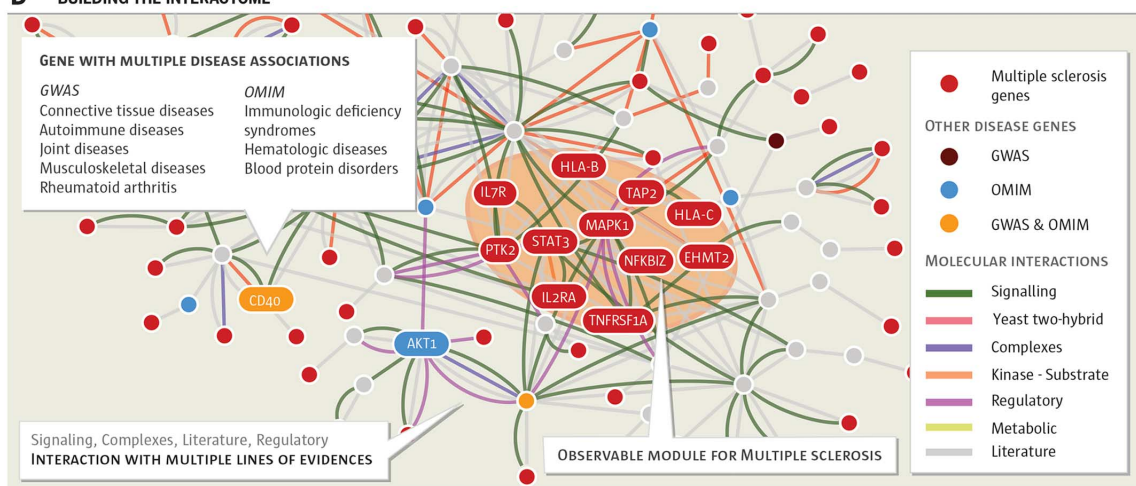 BUILDING THE INTERACTOME
GENE WITH MULTIPLE DISEASE ASSOCIATIONS
GWAS
Connective tissue diseases
Autoimmune diseases
Joint diseases
Musculoskeletal diseases
Rheumatoid arthritis
OMIM
Immunologic deficiency
syndromes
Hematologic diseases
Blood protein disorders
HLA-B
IL7R
TAP2
HLA-C
MAPK1
STAT3
PTK2
NFKBIZ
EHMT2
IL2RA
TNFRSF1A
CD40
AKT1
Signaling, Complexes, Literature, Regulatory
INTERACTION WITH MULTIPLE LINES OF EVIDENCES
OBSERVABLE MODULE FOR MULTIPLE SCLEROSIS
Multiple sclerosis
genes
OTHER DISEASE GENES
GWAS
OMIM
GWAS & OMIM
MOLECULAR INTERACTIONS
Signalling
Yeast two-hybrid
Complexes
Kinase - Substrate
Regulatory
Metabolic
Literature